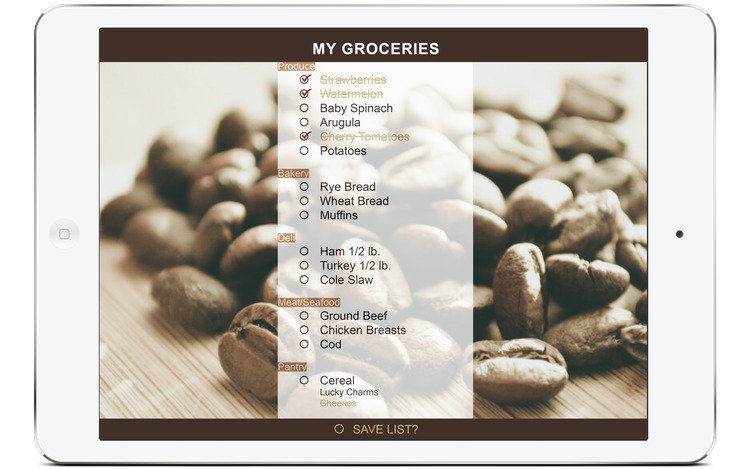 MY GROCERIES
Produce
Strawberries
Watermelon
Baby Spinach
Arugula
Cherry Tomatoes
Potatoes
Bakery
Rye Bread
Wheat Bread
Muffins
Deli
Ham 1/2 lb.
Turkey 1/2 lb.
Cole Slaw
Meat/Seafood
Ground Beef
Chicken Breasts
Cod
Pantry
Cereal
Lucky Charms
Cheerios
SAVE LIST?